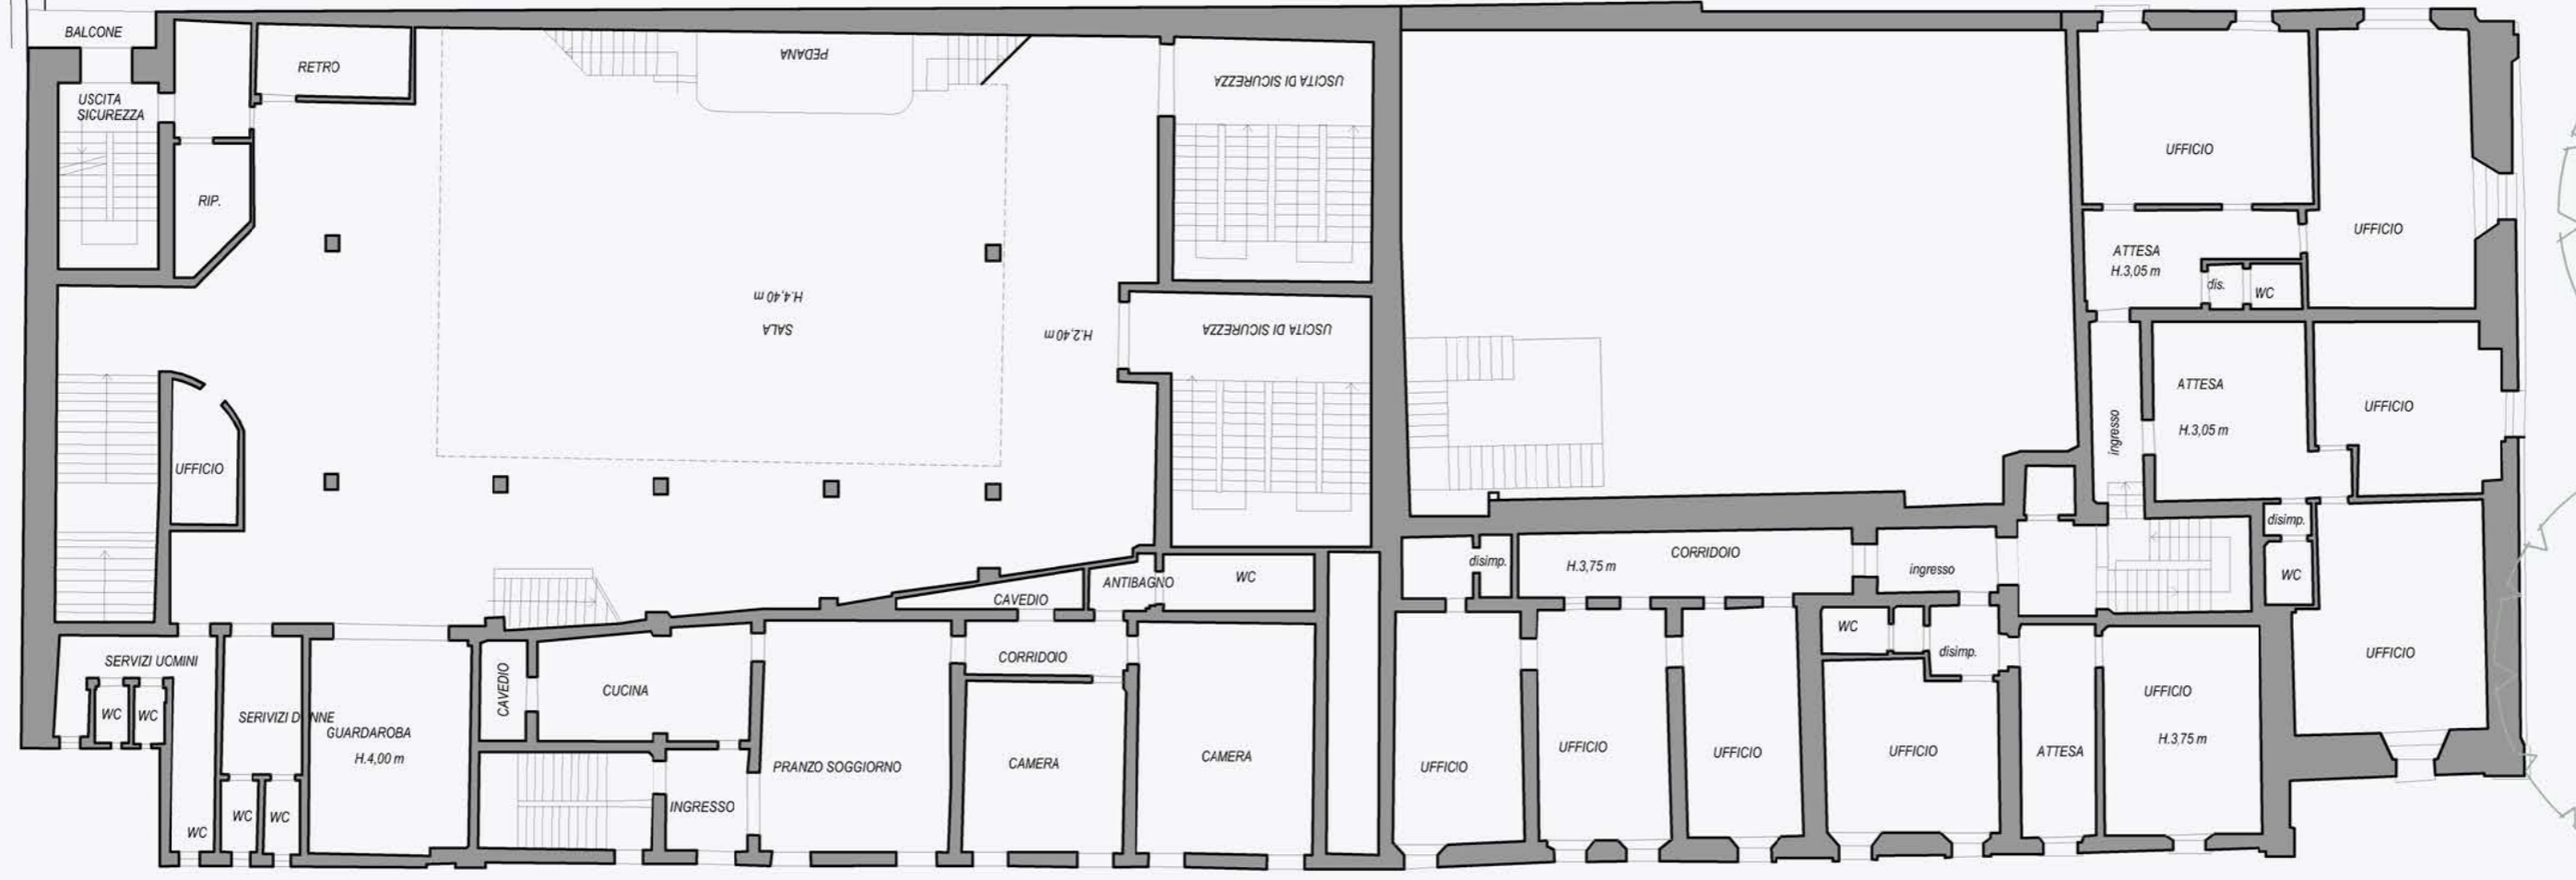 BALCONE
RETRO
PEDANA
USCITA DI SICUREZZA
USCITA
SICUREZZA
RIP.
UFFICIO
UFFICIO
ATTESA
H.3,05 m
dis.
WC
H.4,40 m
SALA
H.2,40 m
USCITA DI SICUREZZA
ATTESA
H.3,05 m
UFFICIO
ingresso
UFFICIO
disimp.
WC
CORRIDOIO
H.3,75 m
disimp.
ingresso
ANTIBAGNO
WC
CAVEDIO
WC
disimp.
UFFICIO
SERVIZI UOMINI
WC
WC
SERIVIZI DONNE
GUARDAROBA
H.4,00 m
CAVEDIO
CUCINA
CORRIDOIO
PRANZO SOGGIORNO
CAMERA
CAMERA
UFFICIO
UFFICIO
UFFICIO
UFFICIO
ATTESA
UFFICIO
H.3,75 m
INGRESSO
WC
WC
WC